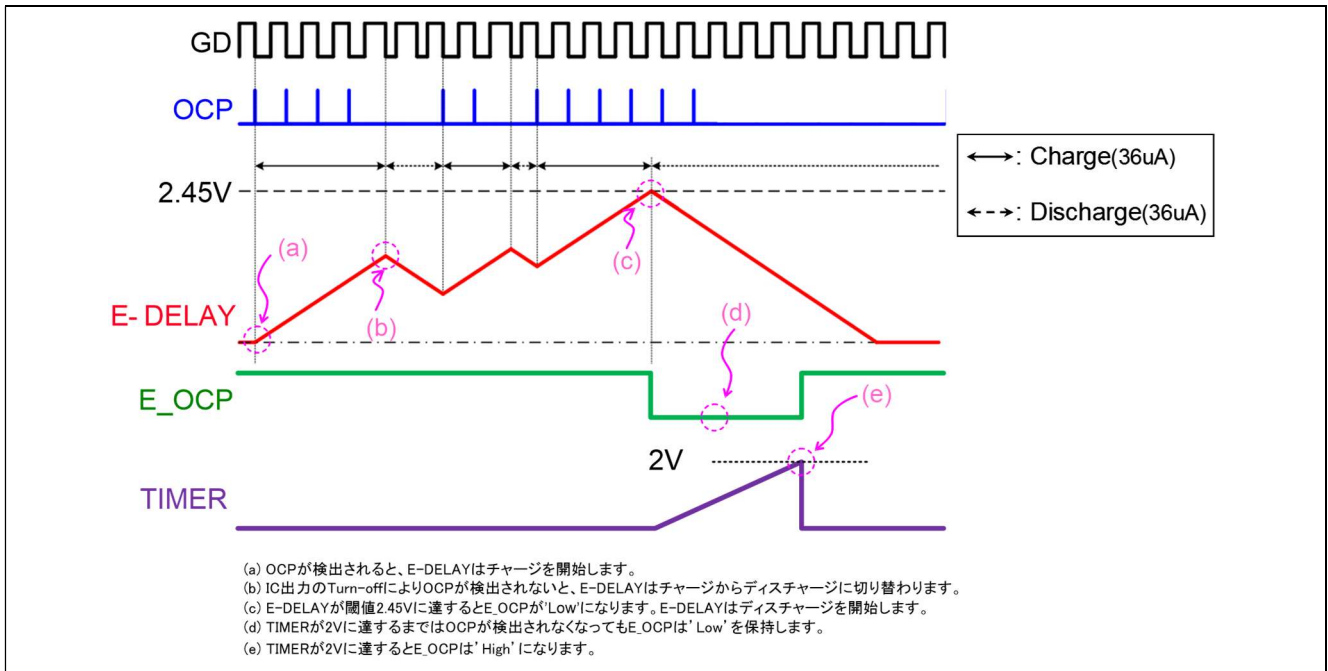 GD
OCP
2.45V
E- DELAY
E_OCP
TIMER
2V
(a)
(b)
(c)
(d)
(e)
: Charge(36uA)
: Discharge(36uA)
(a) OCPが検出されると、E-DELAYはチャージを開始します。
(b) IC出力のTurn-offによりOCPが検出されないと、E-DELAYはチャージからディスチャージに切り替わります。
(c) E-DELAYが閾値2.45Vに達するとE_OCPが'Low'になります。E-DELAYはディスチャージを開始します。
(d) TIMERが2Vに達するまではOCPが検出されなくなってもE_OCPは'Low'を保持します。
(e) TIMERが2Vに達するとE_OCPは'High'になります。